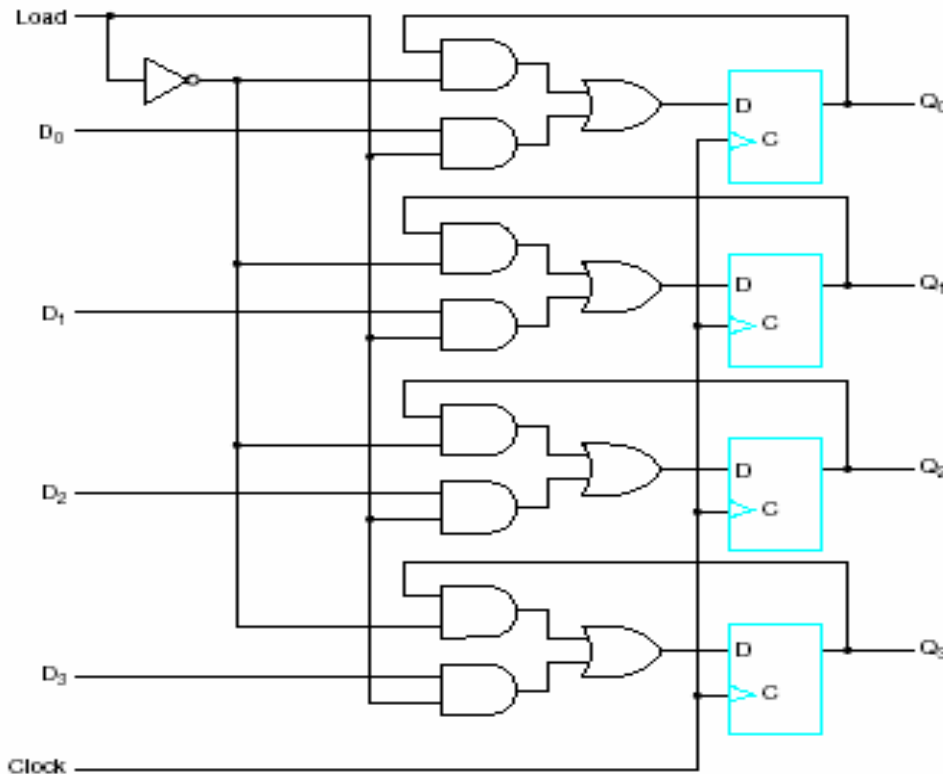 Load
D C Q0
D0
D C Q1
D1
D C Q2
D2
D C Q3
D3
Clock